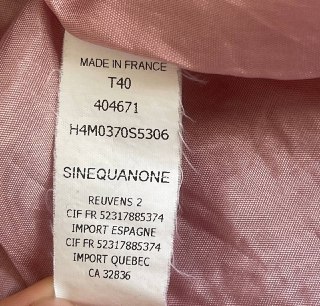 MADE IN FRANCE
T40
404671
H4M0370S5306
SINEQUANONE
REUVENS 2
CIF FR 52317885374
IMPORT ESPAGNE
CIF FR 52317885374
IMPORT QUEBEC
CA 32836